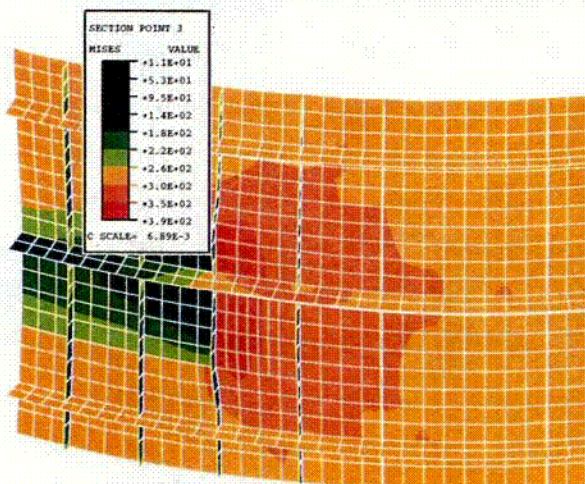 SECTION POINT 3
MISES VALUE
+1.1E+01
+5.3E+01
+9.5E+01
+1.4E+02
+1.8E+02
+2.2E+02
+2.6E+02
+3.0E+02
+3.5E+02
+3.9E+02
C SCALE= 6.89E-3